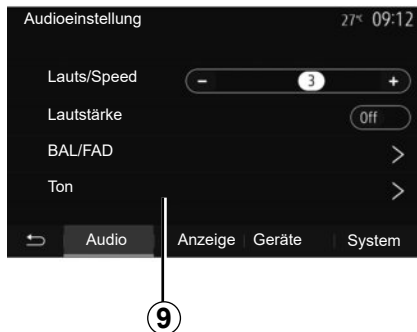 Audioeinstellung 27°C 09:12
Lauts/Speed - 3 +
Lautstärke Off
BAL/FAD >
Ton >
Audio Anzeige Geräte System
9